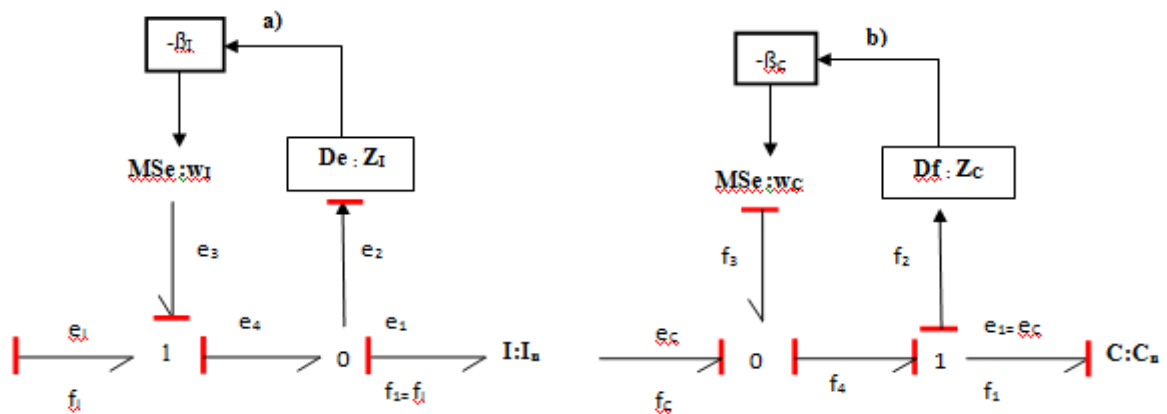 a)
-βI
De : ZI
MSe:wI
e3
e2
eI
e4
e1
1
0
I:In
fI
f1=fI
b)
-βC
Df : ZC
MSe:wC
f3
f2
eC
e1=eC
0
1
C:Cn
fC
f4
f1